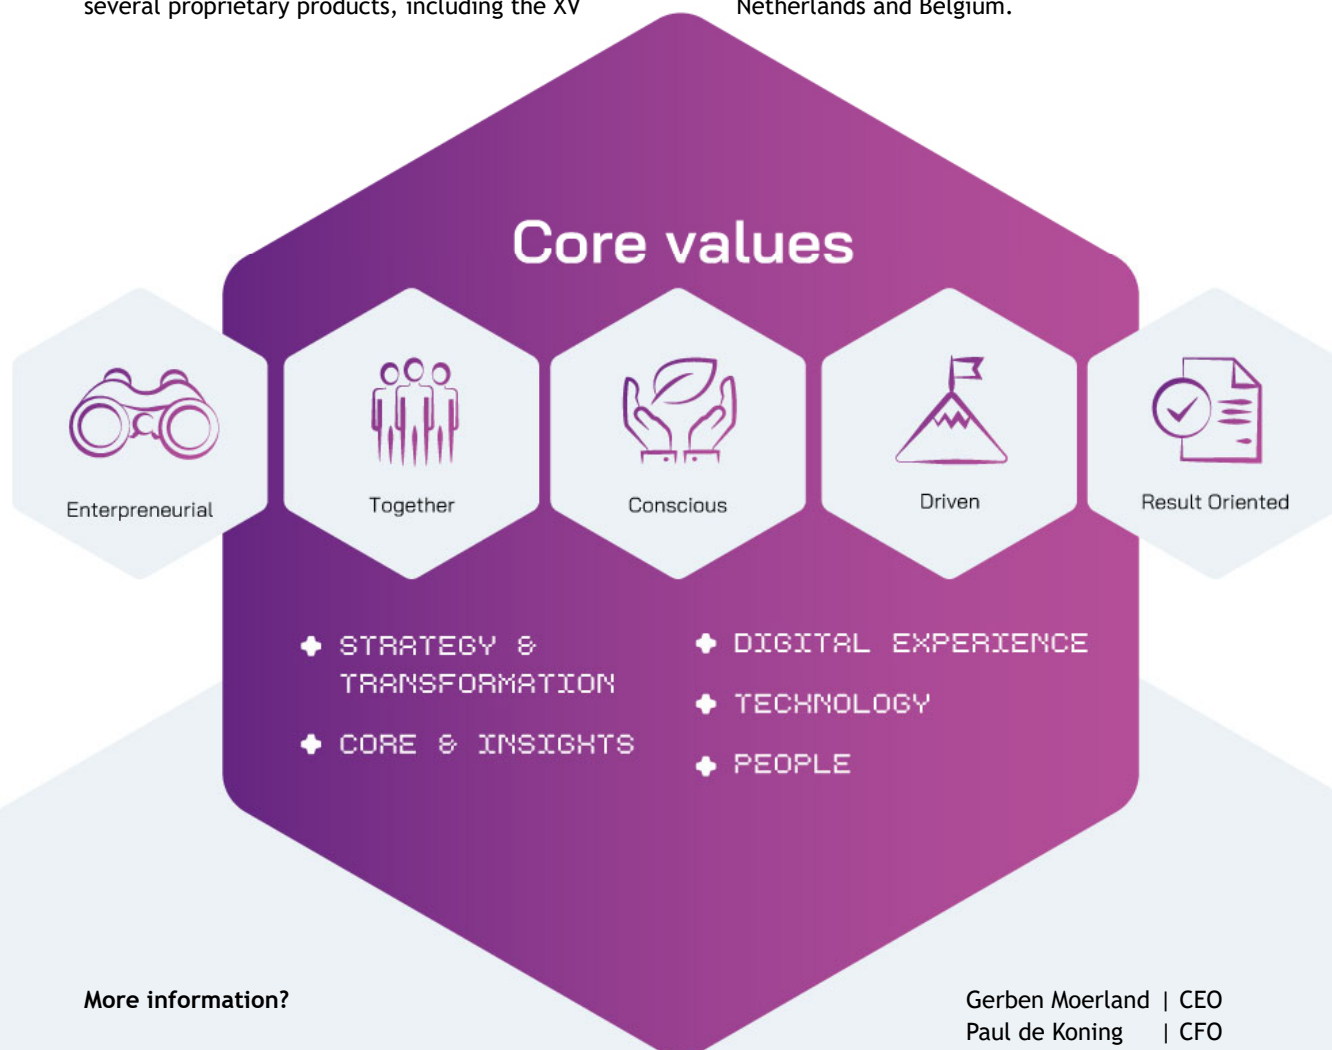 several proprietary products, including the XV
Netherlands and Belgium.
Core values
Enterpreneurial
Together
Conscious
Driven
Result Oriented
STRATEGY &
TRANSFORMATION
CORE & INSIGHTS
DIGITAL EXPERIENCE
TECHNOLOGY
PEOPLE
More information?
Gerben Moerland | CEO
Paul de Koning | CFO